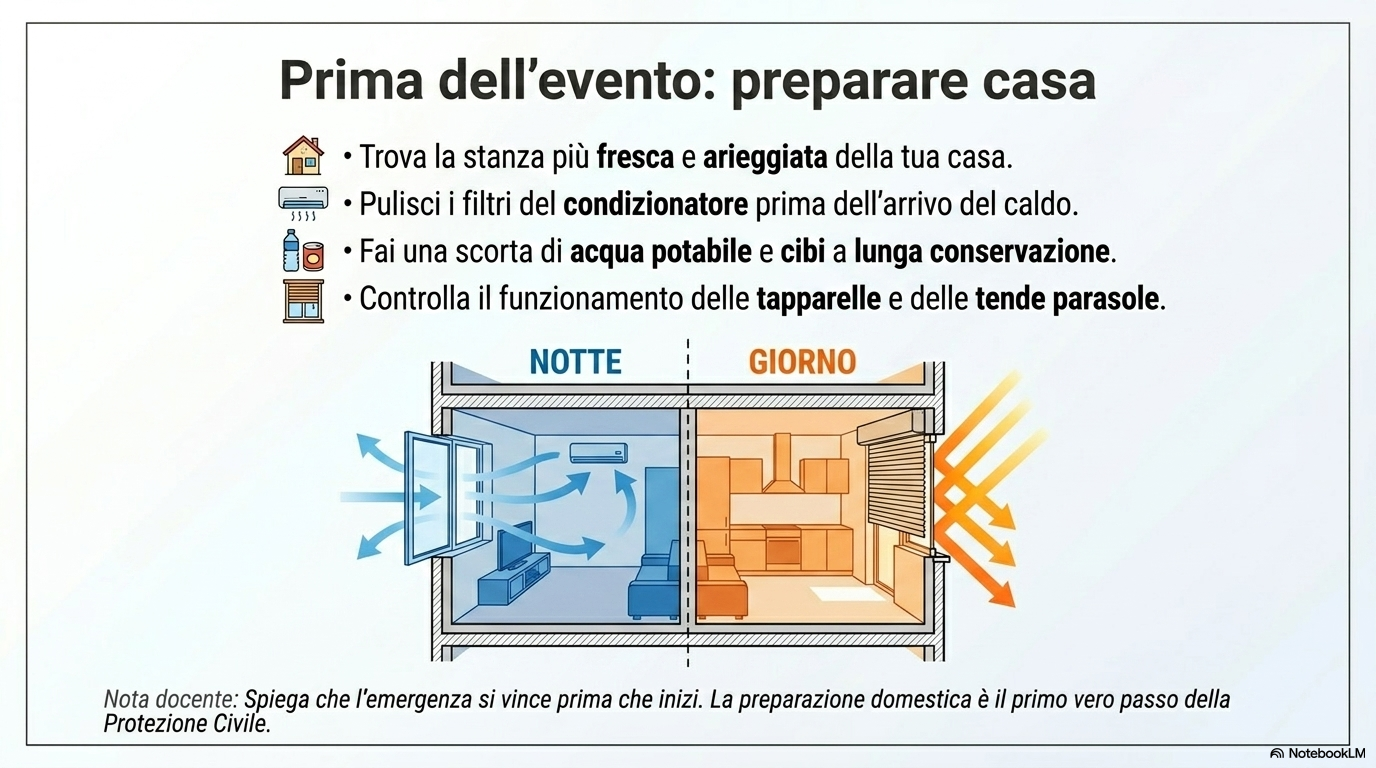 Prima dell’evento: preparare casa
• Trova la stanza più fresca e arieggiata della tua casa.
• Pulisci i filtri del condizionatore prima dell’arrivo del caldo.
• Fai una scorta di acqua potabile e cibi a lunga conservazione.
• Controlla il funzionamento delle tapparelle e delle tende parasole.
NOTTE
GIORNO
Nota docente: Spiega che l’emergenza si vince prima che inizi. La preparazione domestica è il primo vero passo della
Protezione Civile.
NotebookLM